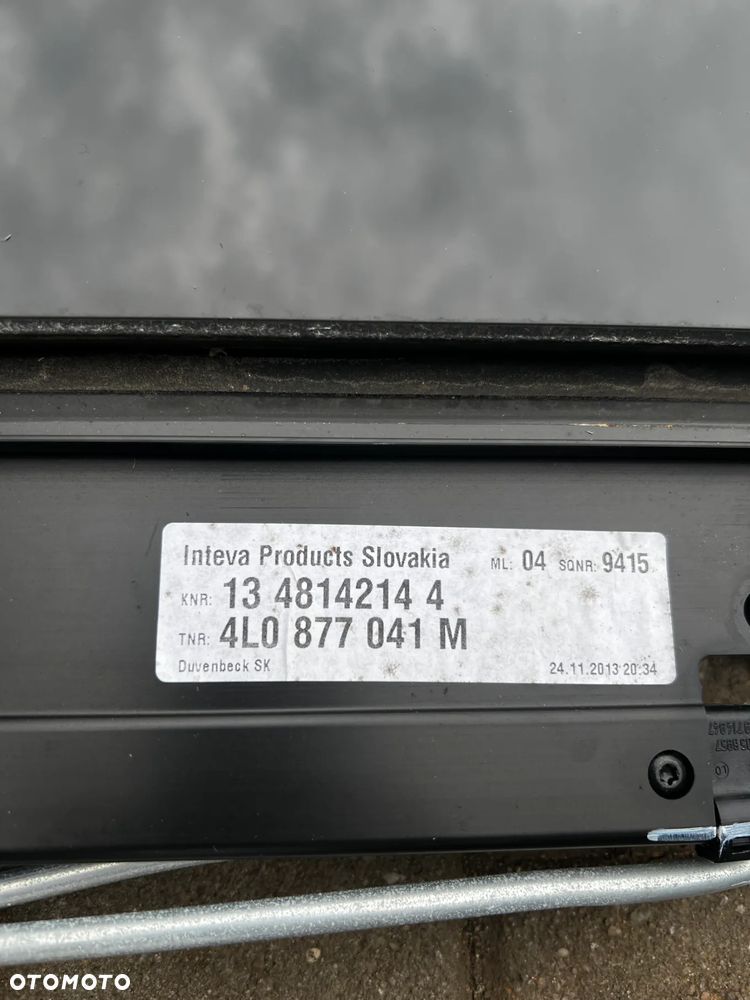 Inteva Products Slovakia ML: 04 SQNR: 9415
KNR: 13 4814214 4
TNR: 4L0 877 041 M
Duvenbeck SK 24.11.2013 20:34
LO
OTOMOTO